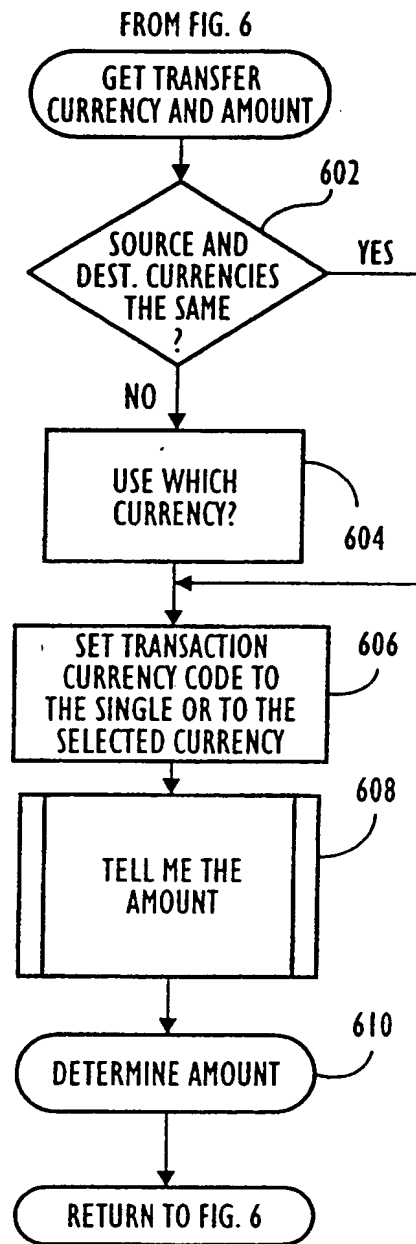 FROM FIG. 6
GET TRANSFER
CURRENCY AND AMOUNT
602
SOURCE AND
DEST. CURRENCIES
THE SAME
?
YES
NO
USE WHICH
CURRENCY?
604
SET TRANSACTION
CURRENCY CODE TO
THE SINGLE OR TO THE
SELECTED CURRENCY
606
608
TELL ME THE
AMOUNT
610
DETERMINE AMOUNT
RETURN TO FIG. 6